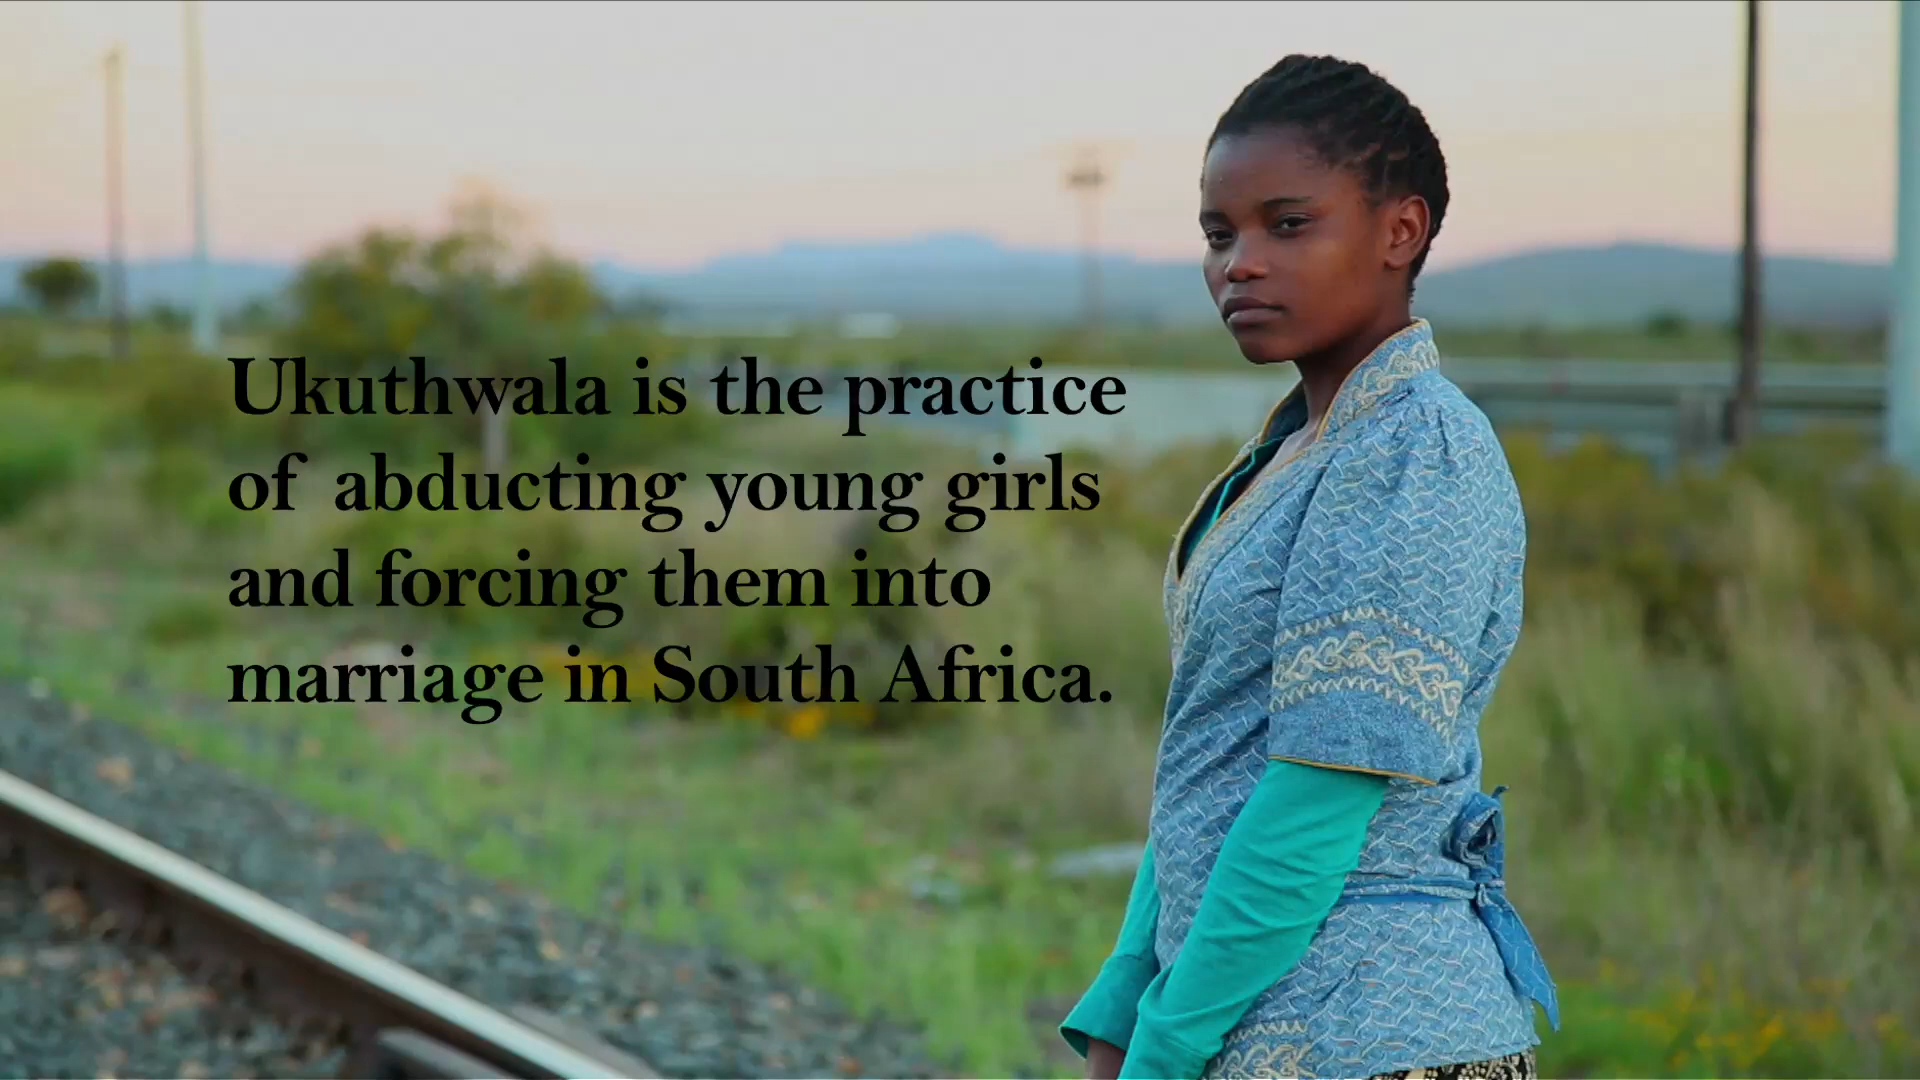 Ukuthwala is the practice
of abducting young girls
and forcing them into
marriage in South Africa.